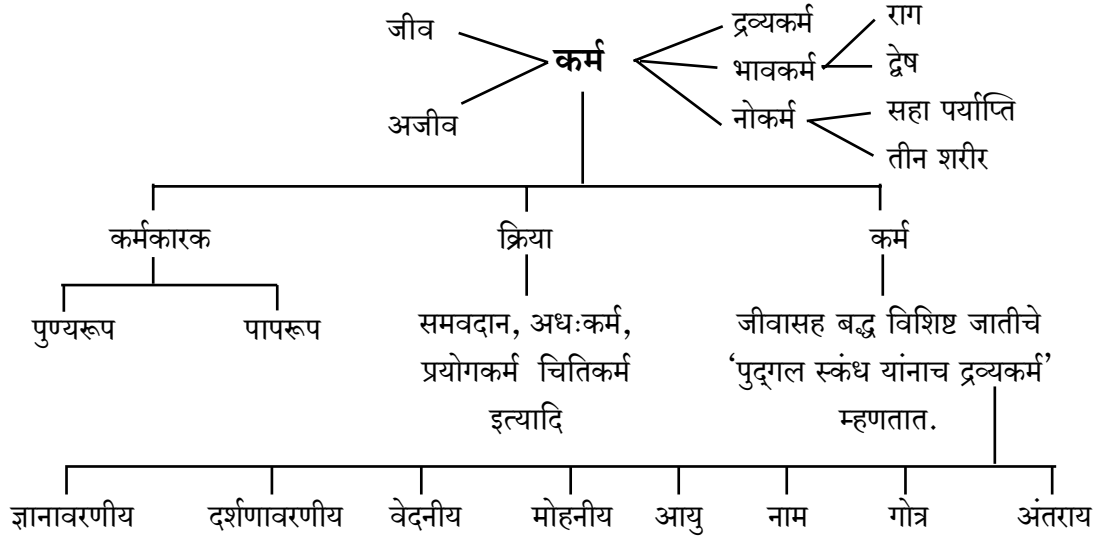 जीव
अजीव
कर्म
द्रव्यकर्म
भावकर्म
नोकर्म
राग
द्वेष
सहा पर्याप्ति
तीन शरीर
कर्मकारक
क्रिया
कर्म
पुण्यरूप
पापरूप
समवदान, अधःकर्म,
प्रयोगकर्म चितिकर्म
इत्यादि
जीवासह बद्ध विशिष्ट जातीचे
‘पुद्‌गल स्कंध यांनाच द्रव्यकर्म’
म्हणतात.
ज्ञानावरणीय
दर्शणावरणीय
वेदनीय
मोहनीय
आयु
नाम
गोत्र
अंतराय